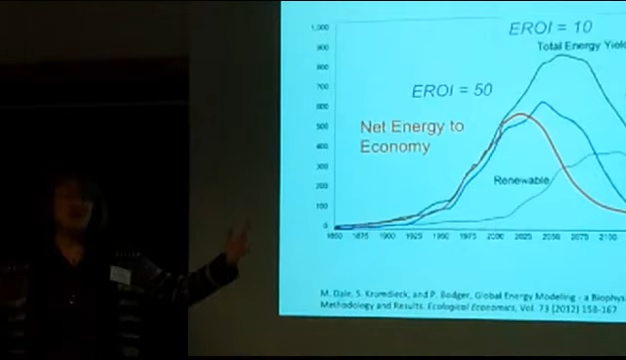 EROI = 10
Total Energy Yield
EROI = 50
Net Energy to
Economy
Renewable
1,000
900
800
700
600
500
400
300
200
100
0
1850 1875 1900 1925 1950 1975 2000 2025 2050 2075 2100
M. Dale, S. Krumdieck, and P. Bodger, Global Energy Modeling - a Biophys
Methodology and Results. Ecological Economics, Vol. 73 (2012) 158-167